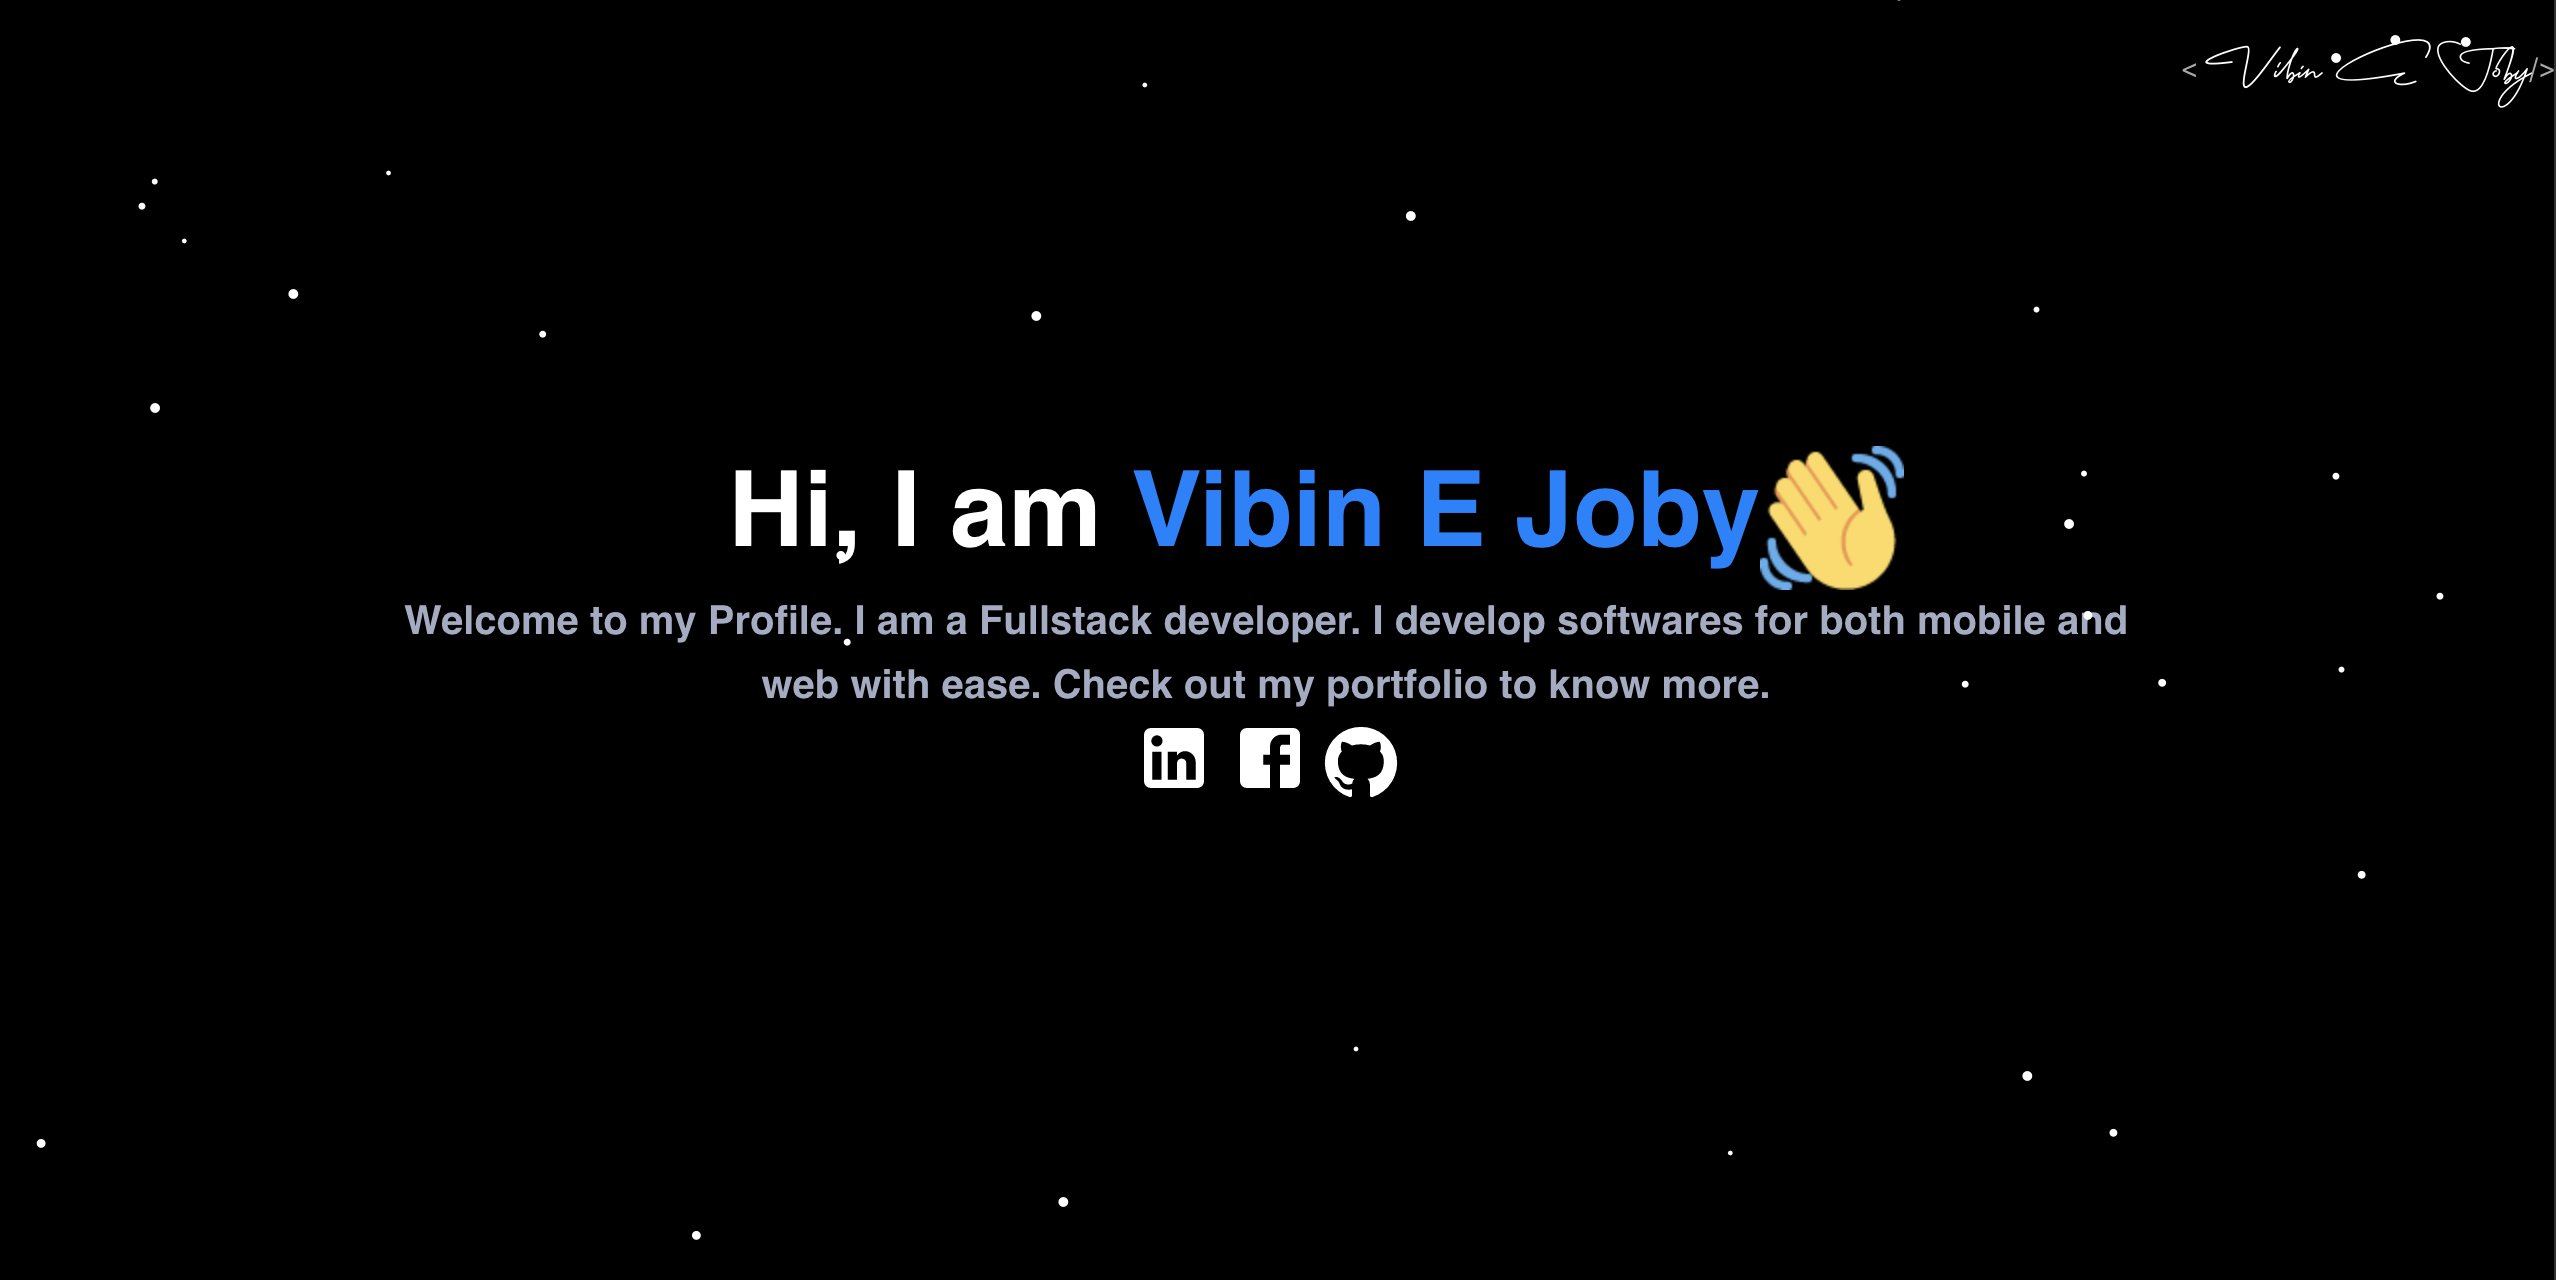 < Vibin E Joby/>
Hi, I am Vibin E Joby👋
Welcome to my Profile. I am a Fullstack developer. I develop softwares for both mobile and
web with ease. Check out my portfolio to know more.
in f